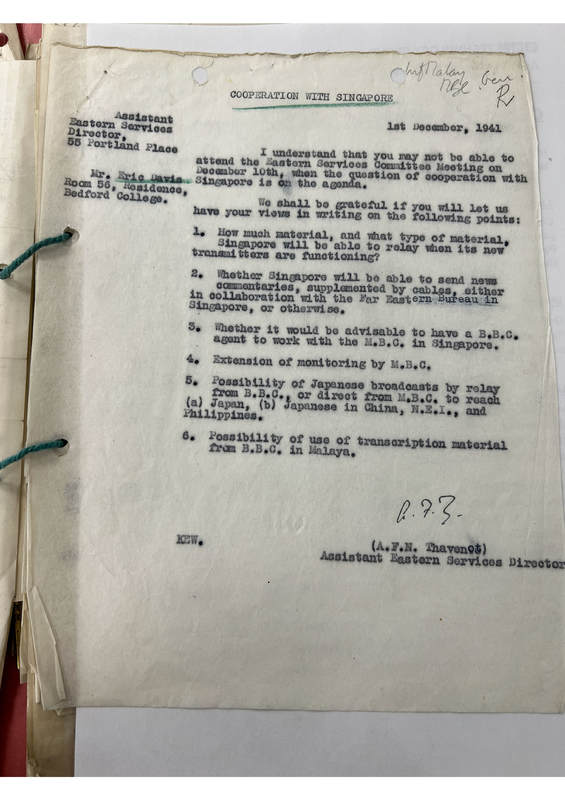 Malay
Gen.
R
COOPERATION WITH SINGAPORE
Assistant
Eastern Services
Director,
55 Portland Place
1st December, 1941
Mr. Eric Davis
Room 56, Residence,
Bedford College.
I understand that you may not be able to
attend the Eastern Services Committee Meeting on
December 10th, when the question of cooperation with
Singapore is on the agenda.
We shall be grateful if you will let us
have your views in writing on the following points:
1. How much material, and what type of material,
Singapore will be able to relay when its new
transmitters are functioning?
2. Whether Singapore will be able to send news
commentaries, supplemented by cables, either
in collaboration with the Far Eastern Bureau in
Singapore, or otherwise.
3. Whether it would be advisable to have a B.B.C.
agent to work with the M.B.C. in Singapore.
4. Extension of monitoring by M.B.C.
5. Possibility of Japanese broadcasts by relay
from B.B.C., or direct from M.B.C. to reach
(a) Japan, (b) Japanese in China, N.E.I., and
Philippines.
6. Possibility of use of transcription material
from B.B.C. in Malaya.
KEW.
(A.F.N. Thavenot)
Assistant Eastern Services Director